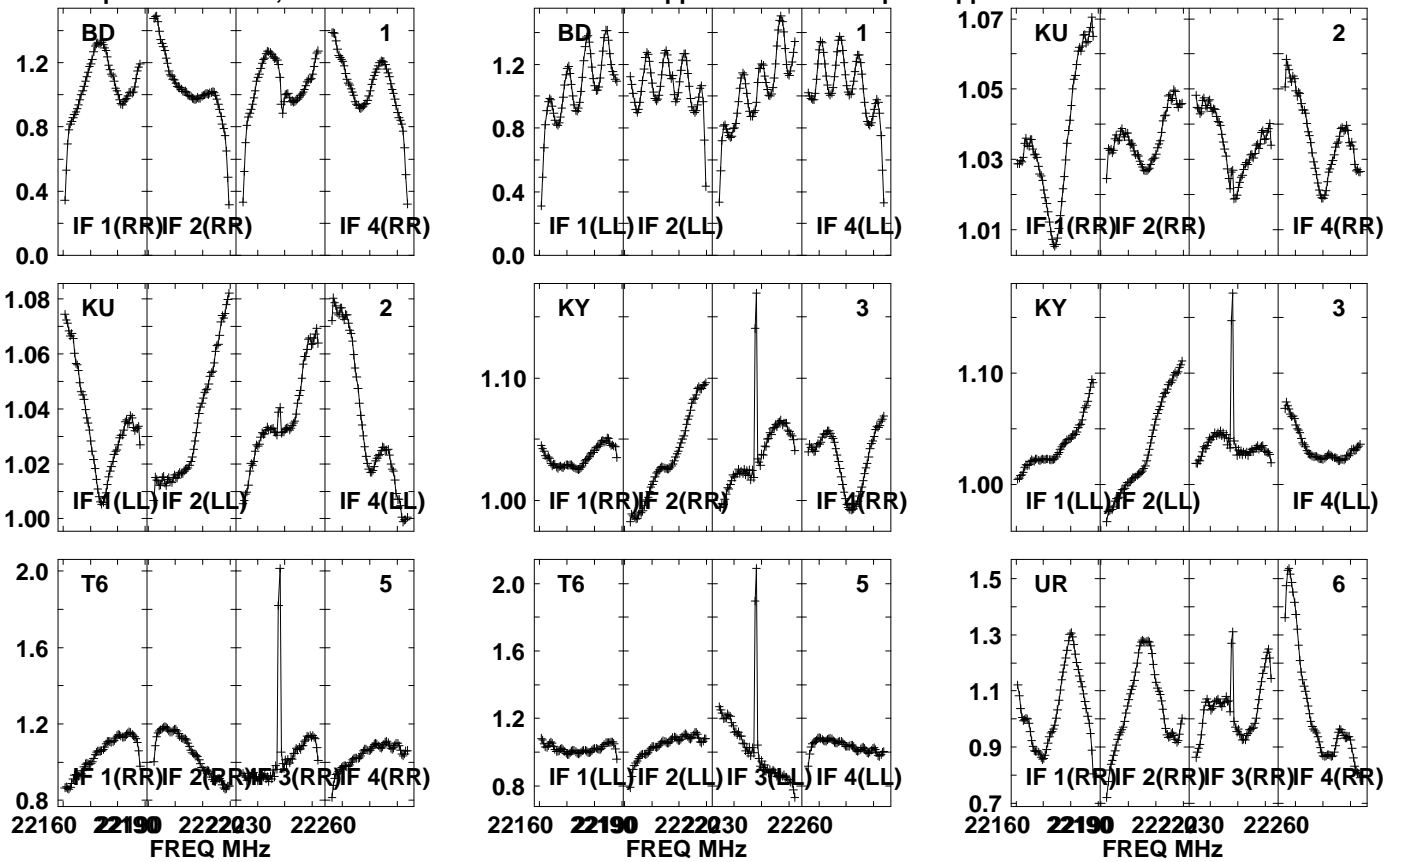 BD 1
1.2
0.8
0.4
0.0
IF 1(RR) IF 2(RR) IF 4(RR)
BD 1
1.2
0.8
0.4
0.0
IF 1(LL) IF 2(LL) IF 4(LL)
KU 2
1.07
1.05
1.03
1.01
IF 1(RR) IF 2(RR) IF 4(RR)
KU 2
1.08
1.06
1.04
1.02
1.00
IF 1(LL) IF 2(LL) IF 4(LL)
KY 3
1.10
1.00
IF 1(RR) IF 2(RR) IF 4(RR)
KY 3
1.10
1.00
IF 1(LL) IF 2(LL) IF 4(LL)
T6 5
2.0
1.6
1.2
0.8
IF 1(RR) IF 2(RR) IF 3(RR) IF 4(RR)
22160 22190 22230 22260
FREQ MHz
T6 5
2.0
1.6
1.2
0.8
IF 1(LL) IF 2(LL) IF 3(LL) IF 4(LL)
22160 22190 22230 22260
FREQ MHz
UR 6
1.5
1.3
1.1
0.9
0.7
IF 1(RR) IF 2(RR) IF 3(RR) IF 4(RR)
22160 22190 22230 22260
FREQ MHz